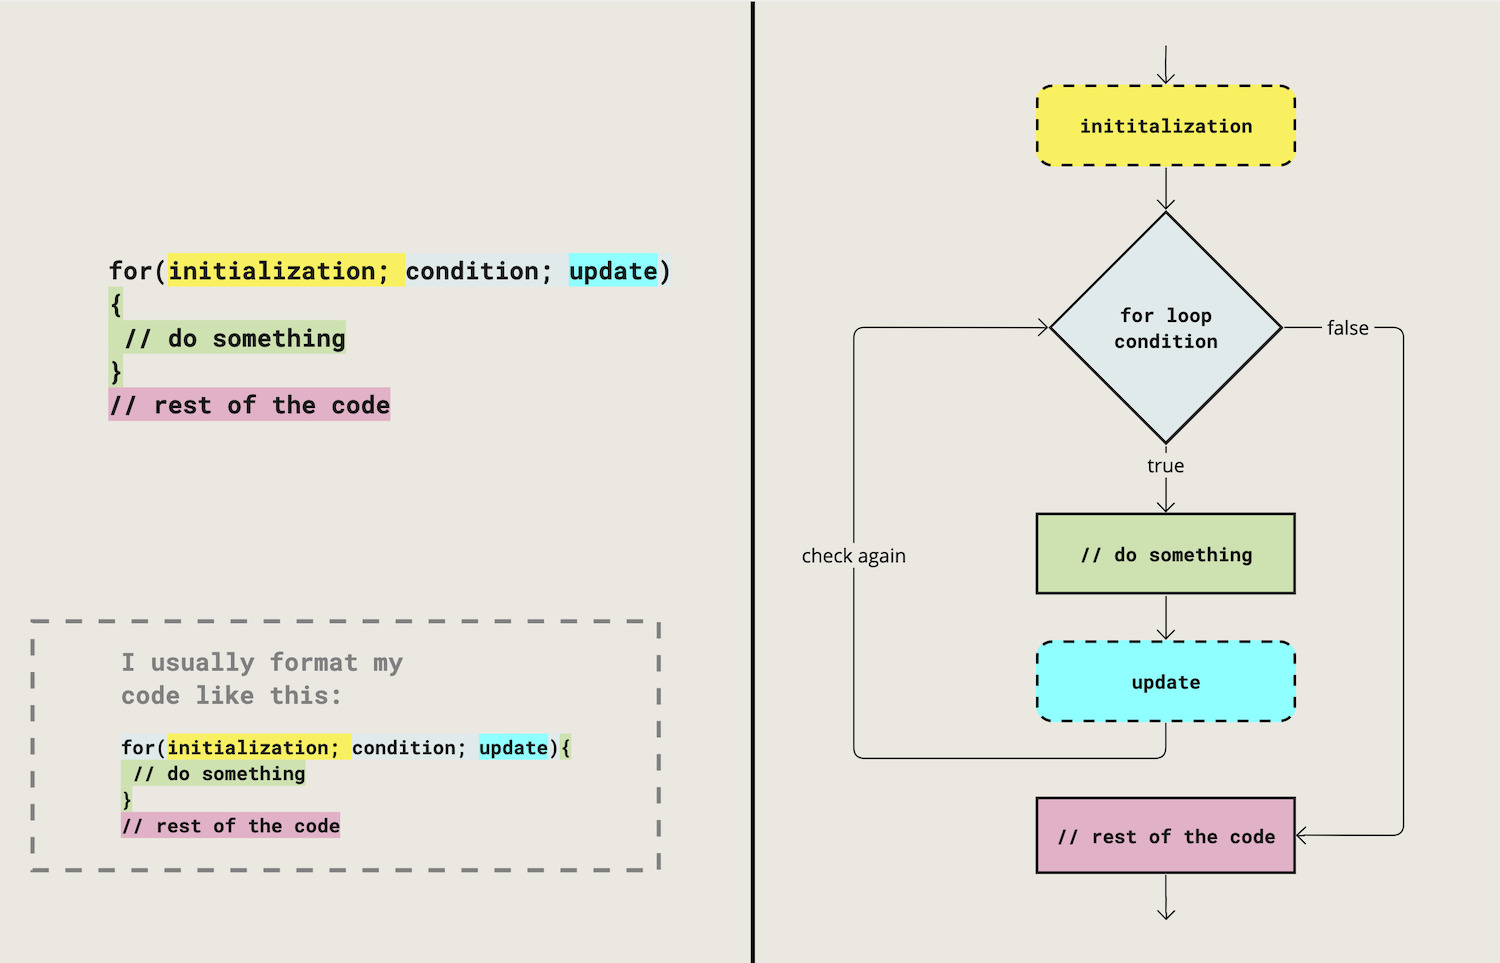 for(initialization; condition; update)
{
// do something
}
// rest of the code
I usually format my
code like this:
for(initialization; condition; update){
// do something
}
// rest of the code
inititalization
for loop
condition
false
true
check again
// do something
update
// rest of the code